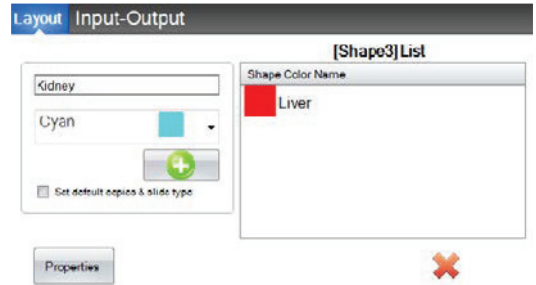 Layout Input-Output
[Shape3]List
Kidney
Shape Color Name
Liver
Cyan
Set default copies & slide type
Properties